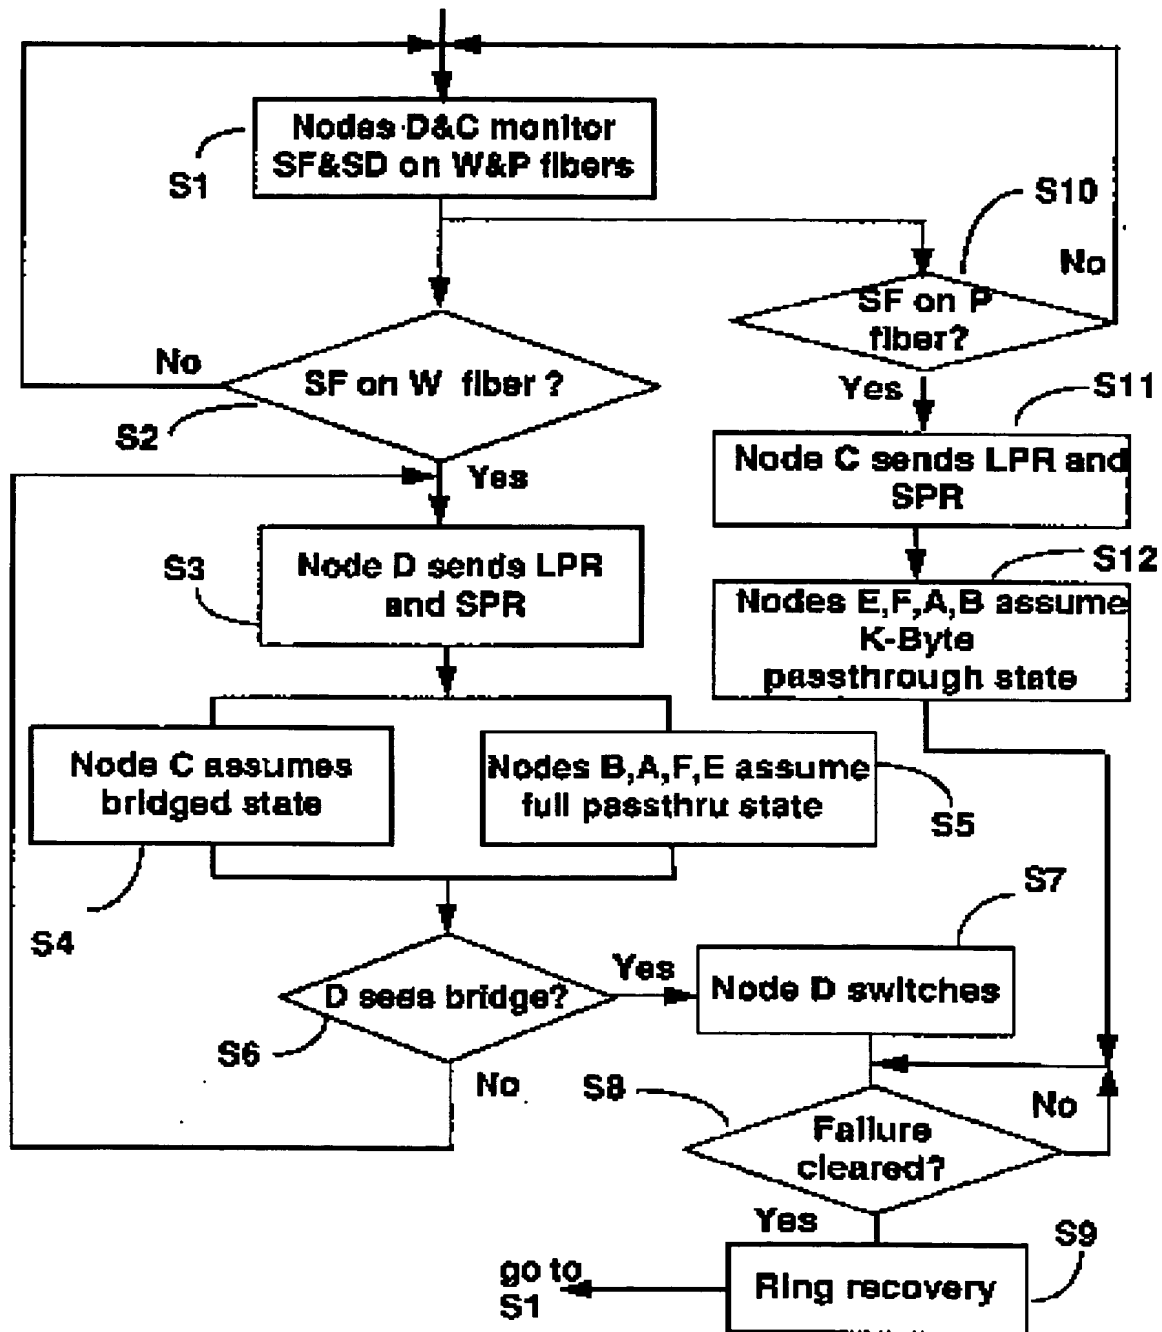 Nodes D&C monitor
SF&SD on W&P fibers
S1
S10
No
SF on P
fiber?
No
SF on W fiber ?
Yes
S11
S2
Node C sends LPR and
SPR
Yes
S3
Node D sends LPR
and SPR
S12
Nodes E,F,A,B assume
K-Byte
passthrough state
Node C assumes
bridged state
Nodes B,A,F,E assume
full passthru state
S5
S4
S7
D sees bridge?
Yes
Node D switches
S6
No
S8
No
Failure
cleared?
Yes
S9
go to
S1
Ring recovery